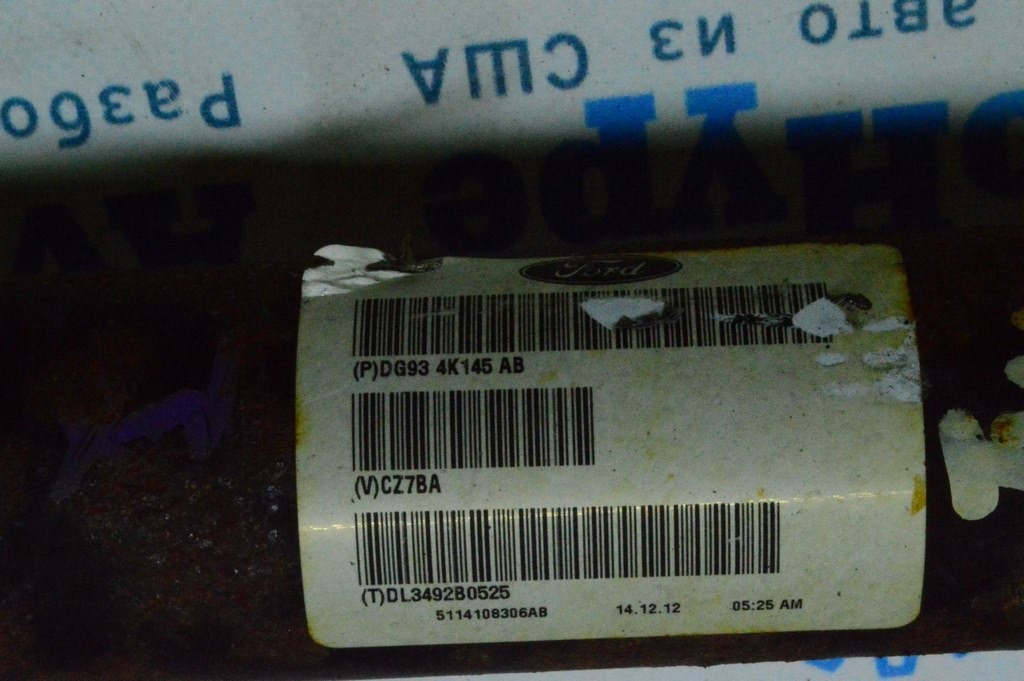 авто из США
Разбо
Ford
(P)DG93 4K145 AB
(V)CZ7BA
(T)DL3492B0525
5114108306AB 14.12.12 05:25 AM